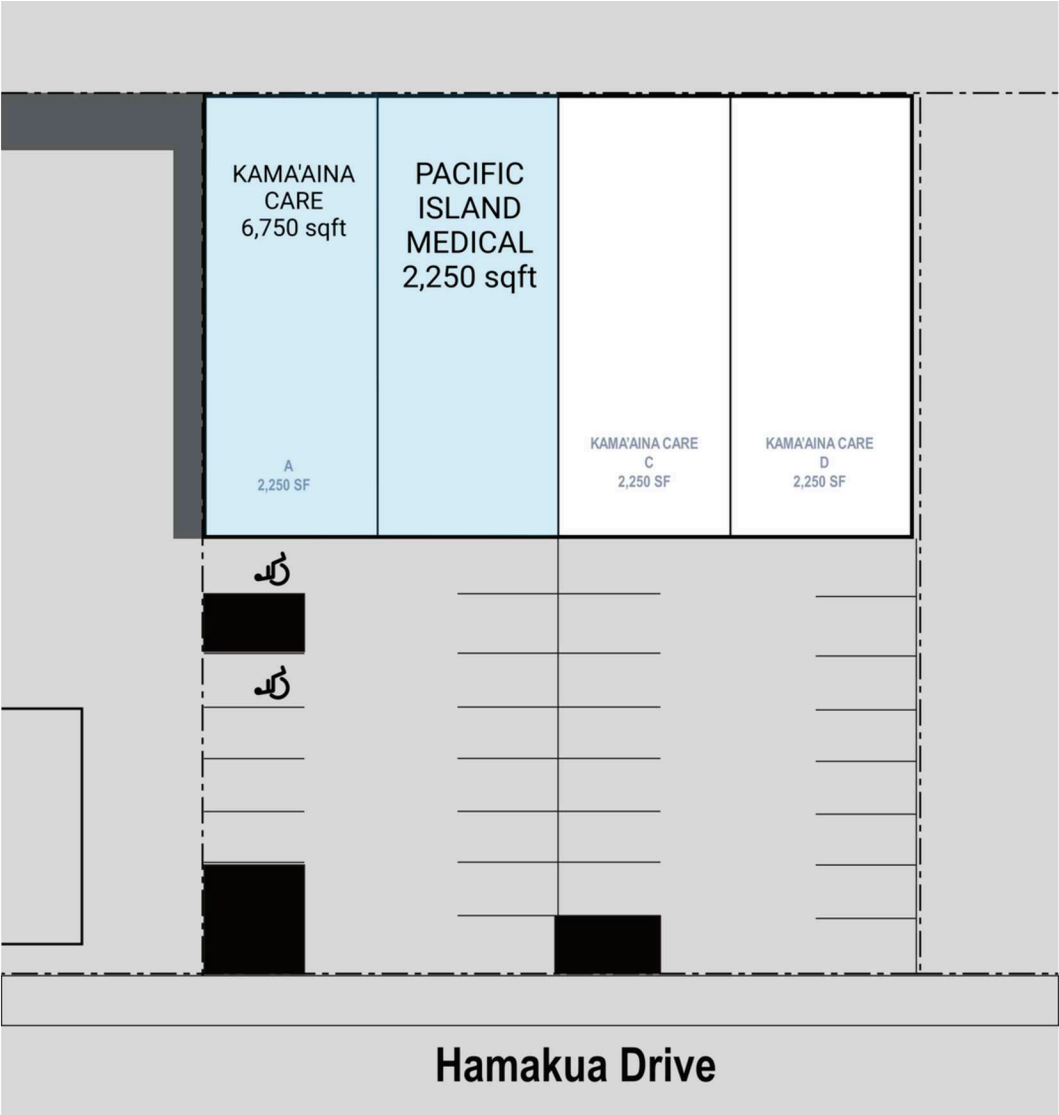 KAMA'AINA
CARE
6,750 sqft
PACIFIC
ISLAND
MEDICAL
2,250 sqft
A
2,250 SF
KAMA'AINA CARE
C
2,250 SF
KAMA'AINA CARE
D
2,250 SF
Hamakua Drive